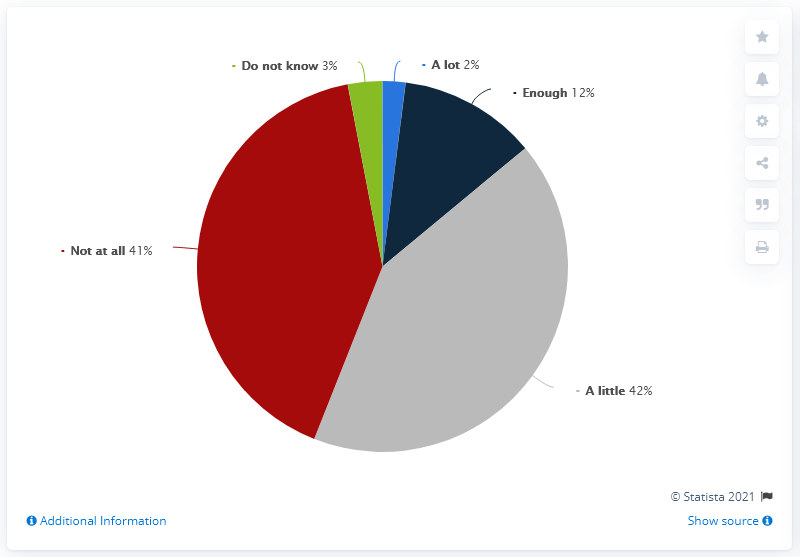 Do not know 3%
A lot 2%
Enough 12%
Not at all 41%
A little 42%
© Statista 2021
Additional Information
Show source